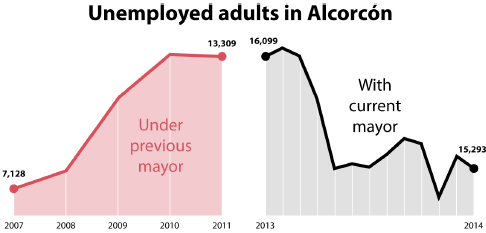 Unemployed adults in Alcorcón
13,309
16,099
With
current
mayor
Under
previous
mayor
7,128
15,293
2007
2008
2009
2010
2011
2013
2014